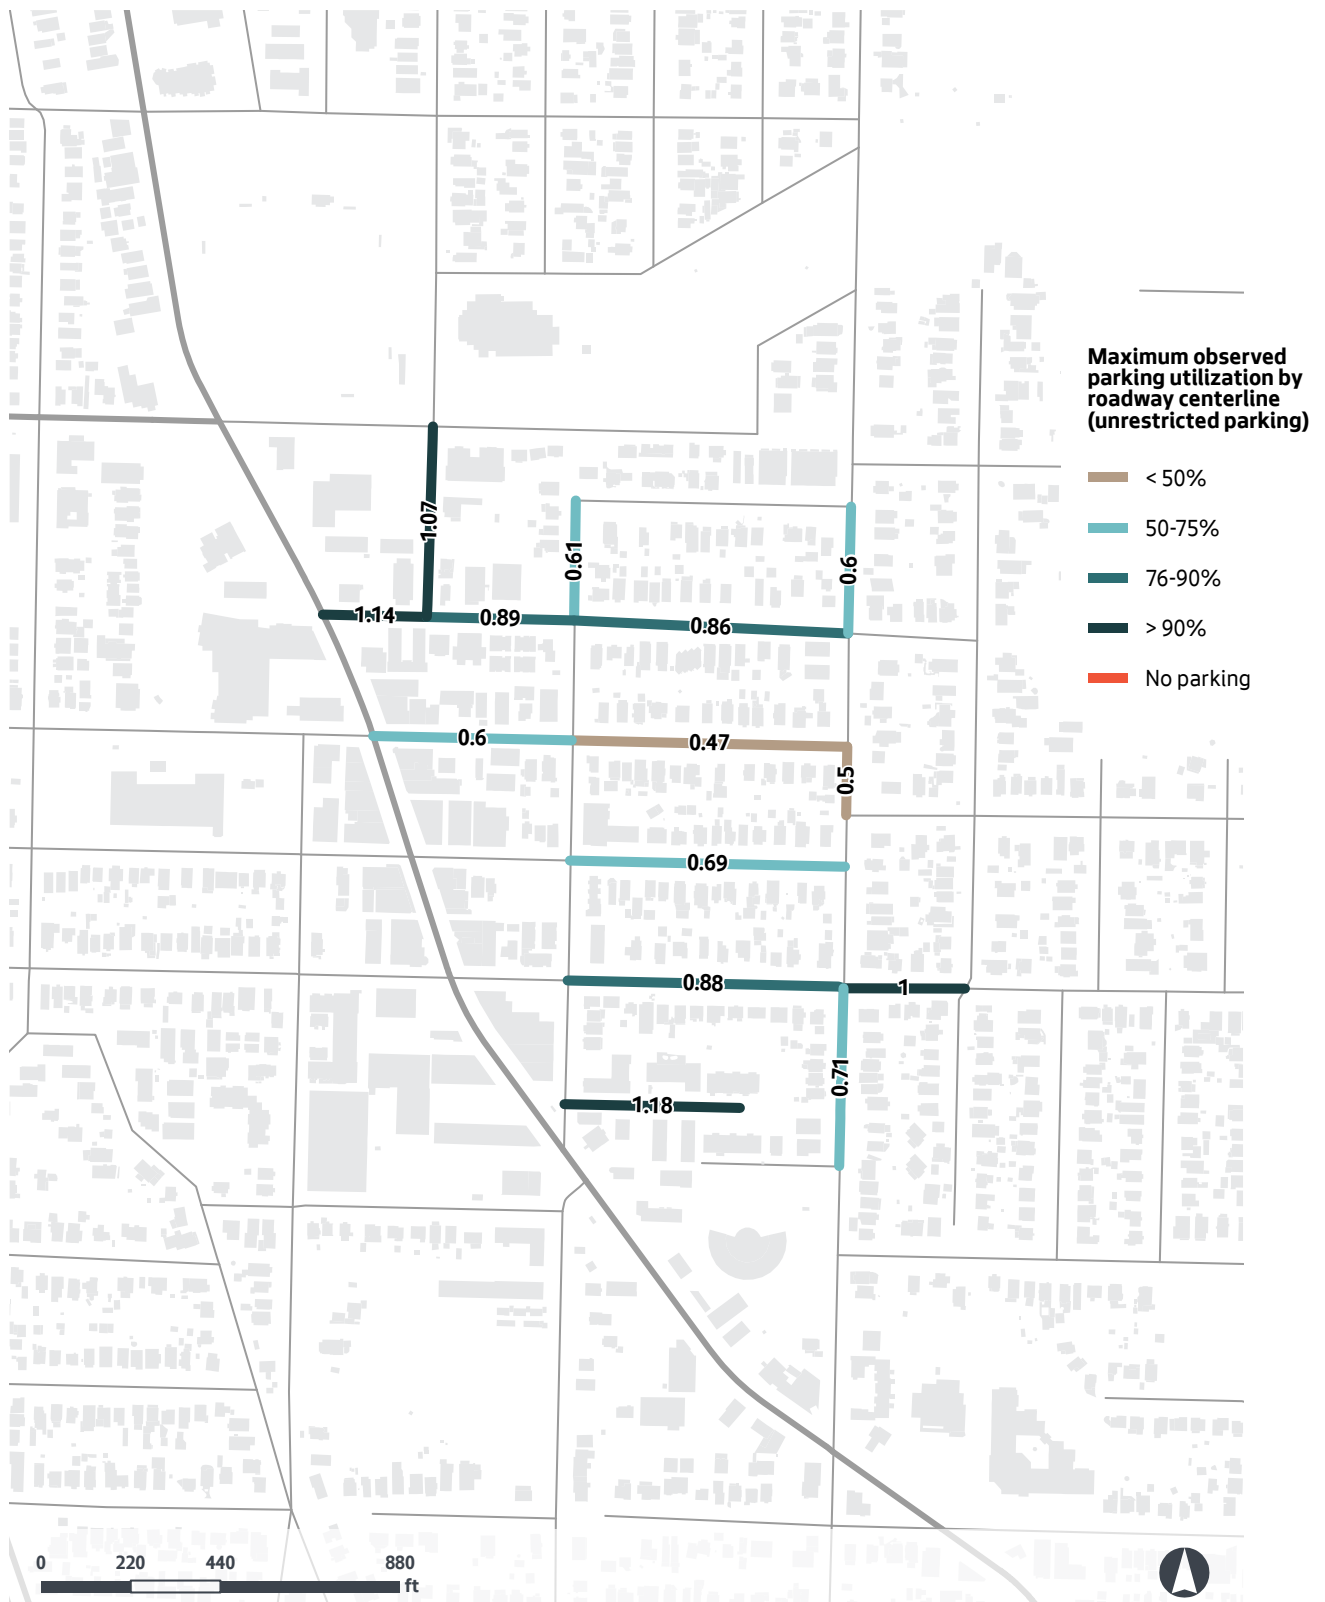 Maximum observed
parking utilization by
roadway centerline
(unrestricted parking)
< 50%
50-75%
76-90%
> 90%
No parking
1.07
0.61
0.6
1.14
0.89
0.86
0.6
0.47
0.5
0.69
0.88
1
0.71
1.18
0 220 440 880
ft